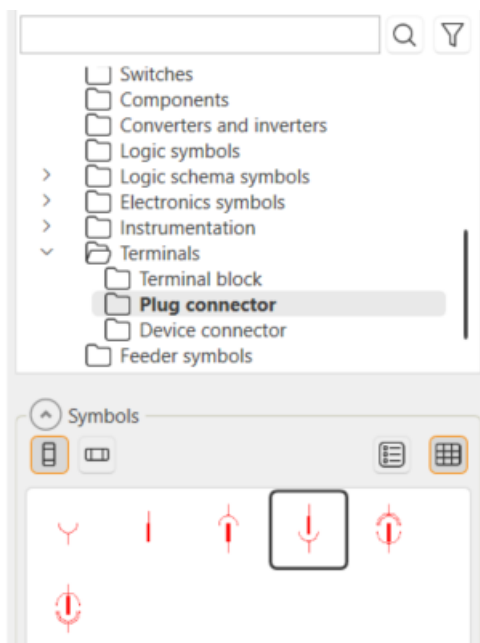 Switches
Components
Converters and inverters
Logic symbols
Logic schema symbols
Electronics symbols
Instrumentation
Terminals
Terminal block
Plug connector
Device connector
Feeder symbols
Symbols